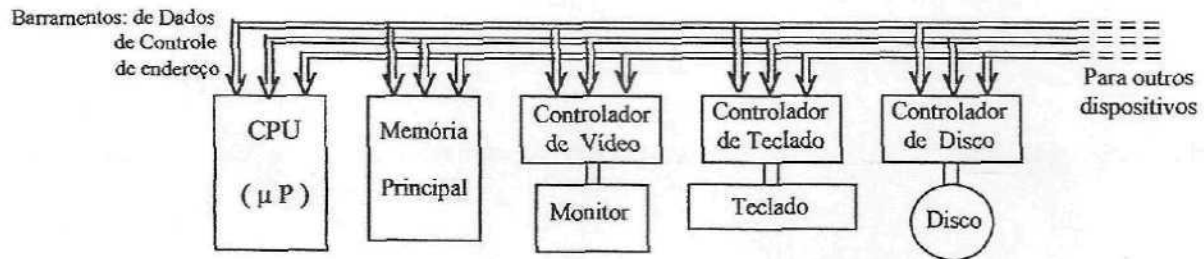 Barramentos: de Dados
de Controle
de endereço
Para outros
dispositivos
CPU
( µ P )
Memória
Principal
Controlador
de Vídeo
Monitor
Controlador
de Teclado
Teclado
Controlador
de Disco
Disco